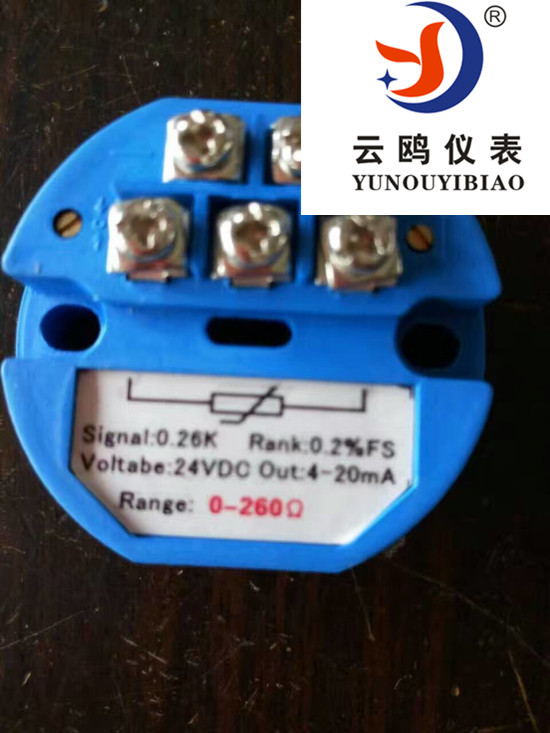 ®
云鸥仪表
YUNOUYIBIAO
Signal:0.26K Rank:0.2%FS
Voltabe:24VDC Out:4-20mA
Range: 0-260Ω